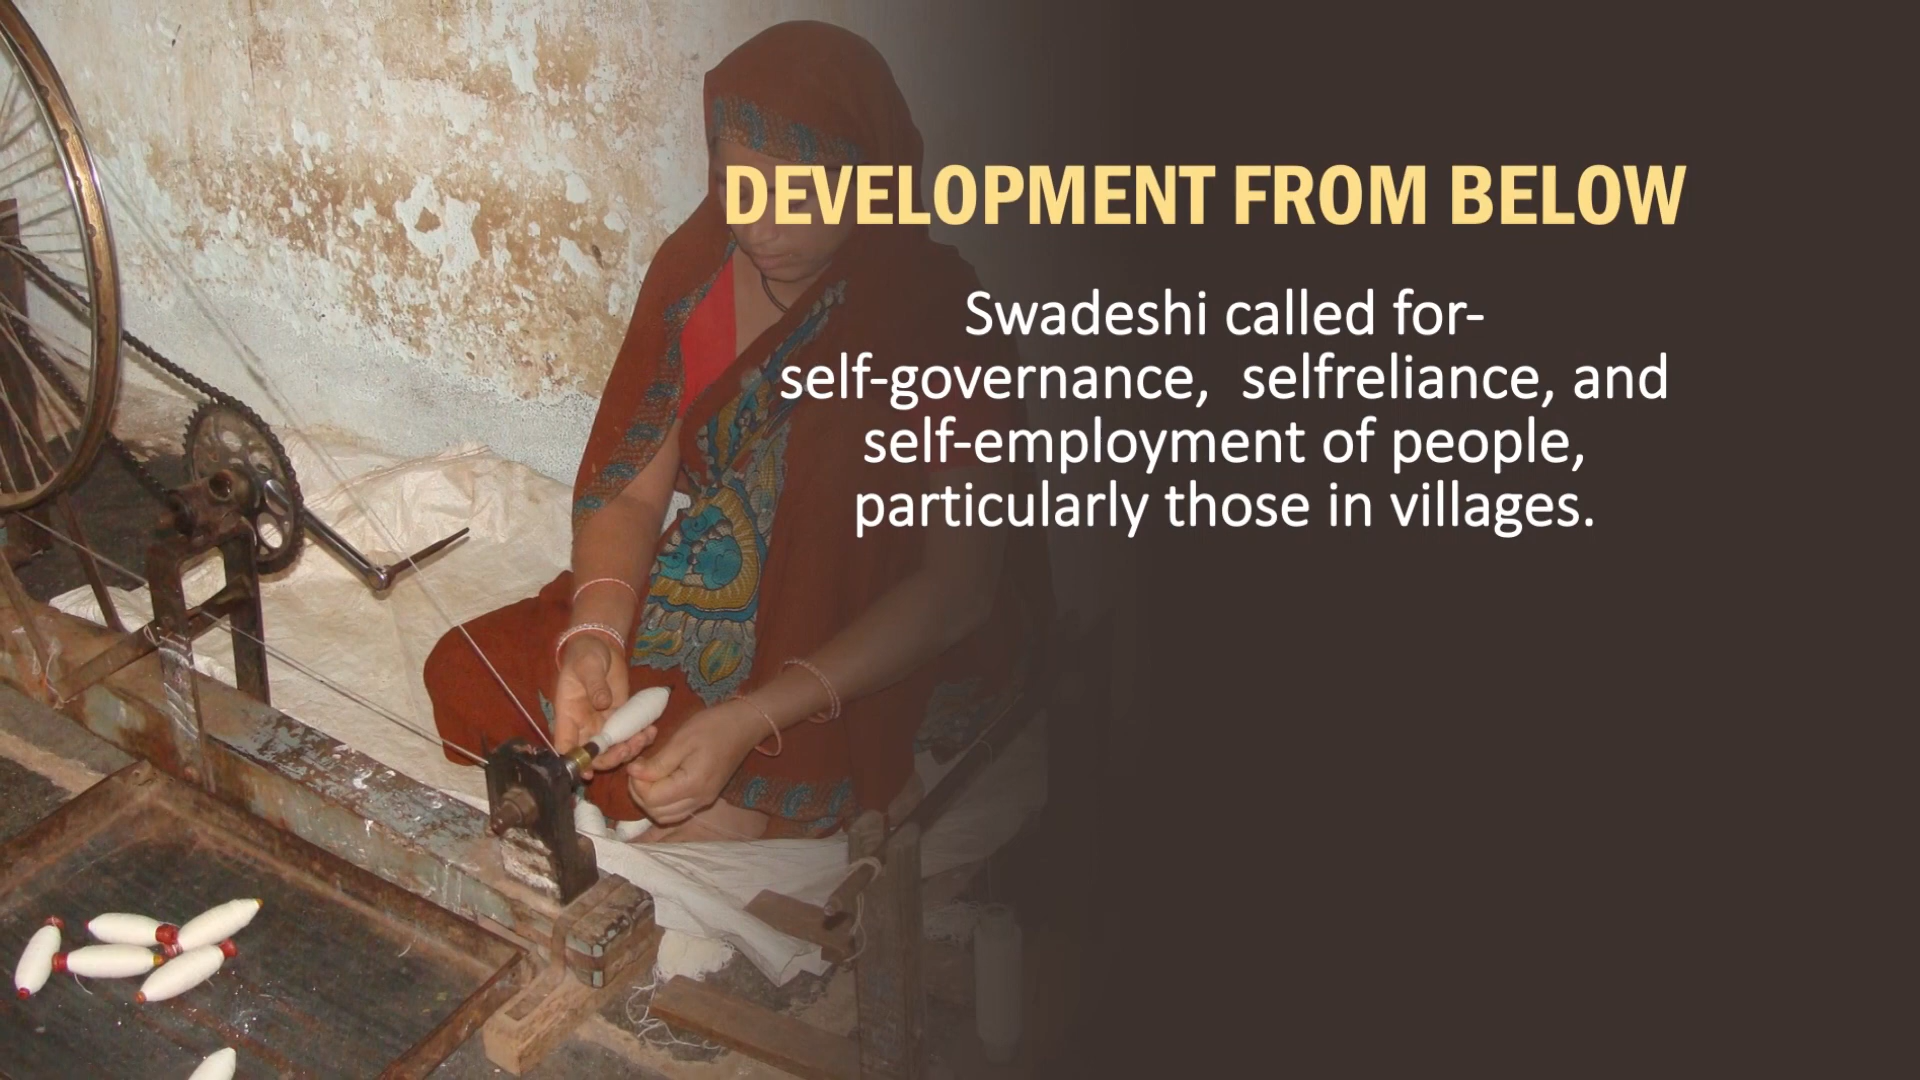 DEVELOPMENT FROM BELOW
Swadeshi called for-
self-governance, selfreliance, and
self-employment of people,
particularly those in villages.